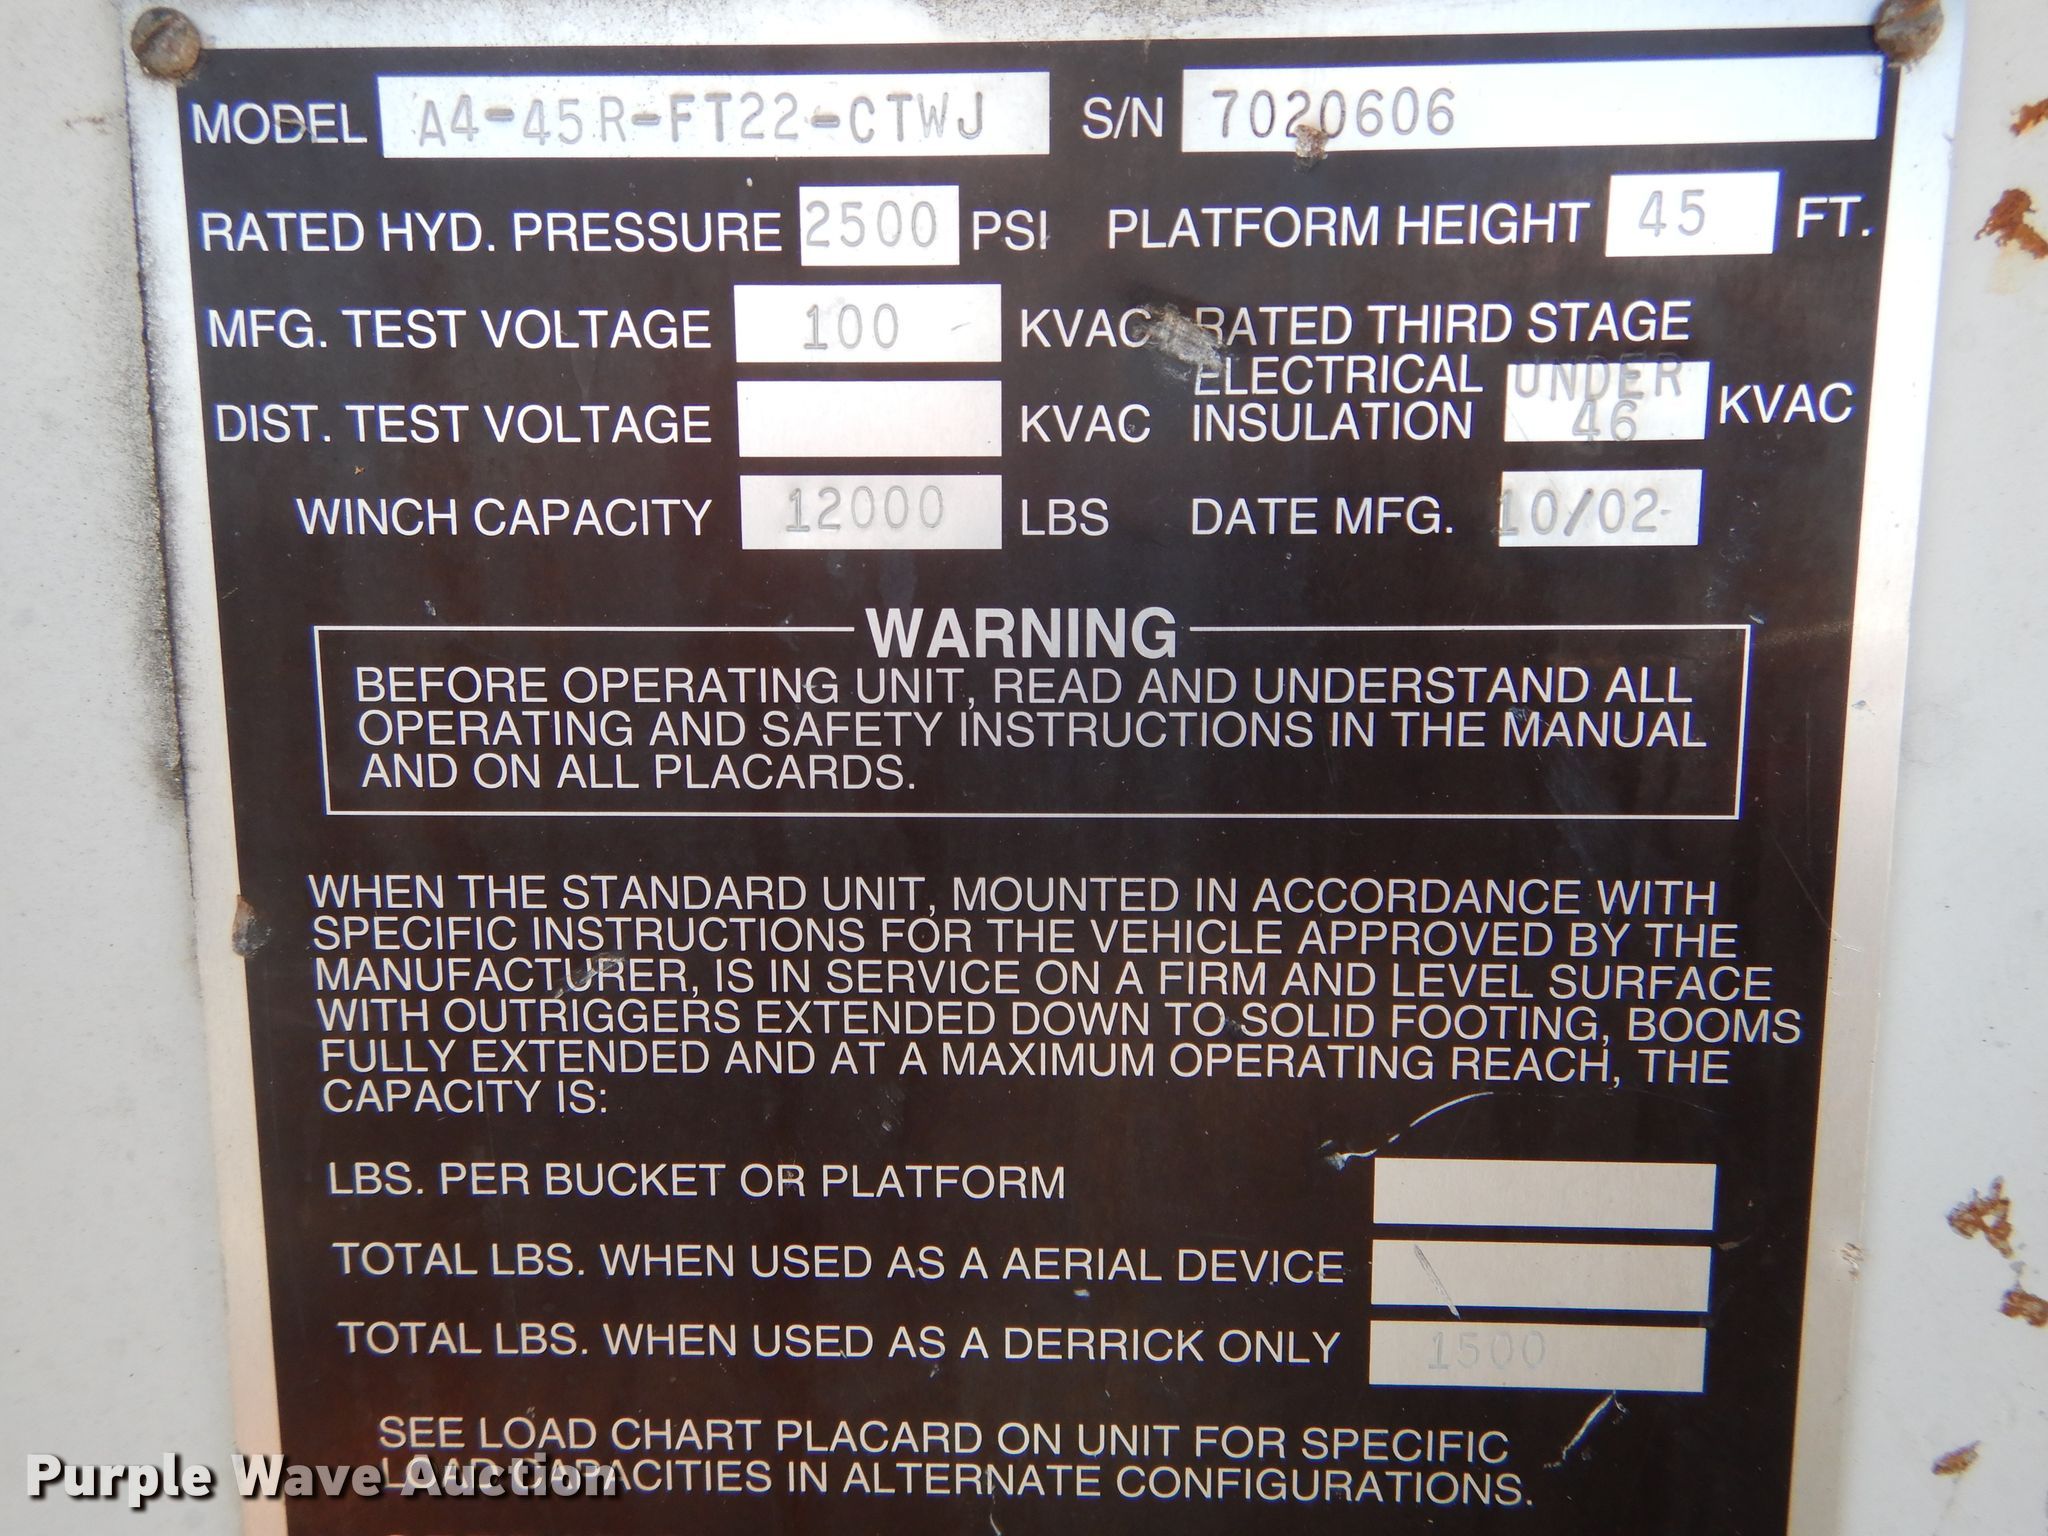 MODEL A4-45R-FT22-CTWJ S/N 7020606
RATED HYD. PRESSURE 2500 PSI PLATFORM HEIGHT 45 FT.
MFG. TEST VOLTAGE 100 KVAC RATED THIRD STAGE
ELECTRICAL UNDER
DIST. TEST VOLTAGE KVAC INSULATION 46 KVAC
WINCH CAPACITY 12000 LBS DATE MFG. 10/02
WARNING
BEFORE OPERATING UNIT, READ AND UNDERSTAND ALL
OPERATING AND SAFETY INSTRUCTIONS IN THE MANUAL
AND ON ALL PLACARDS.
WHEN THE STANDARD UNIT, MOUNTED IN ACCORDANCE WITH
SPECIFIC INSTRUCTIONS FOR THE VEHICLE APPROVED BY THE
MANUFACTURER, IS IN SERVICE ON A FIRM AND LEVEL SURFACE
WITH OUTRIGGERS EXTENDED DOWN TO SOLID FOOTING, BOOMS
FULLY EXTENDED AND AT A MAXIMUM OPERATING REACH, THE
CAPACITY IS:
LBS. PER BUCKET OR PLATFORM
TOTAL LBS. WHEN USED AS A AERIAL DEVICE
TOTAL LBS. WHEN USED AS A DERRICK ONLY 1500
SEE LOAD CHART PLACARD ON UNIT FOR SPECIFIC
LOAD CAPACITIES IN ALTERNATE CONFIGURATIONS.
Purple Wave Auction